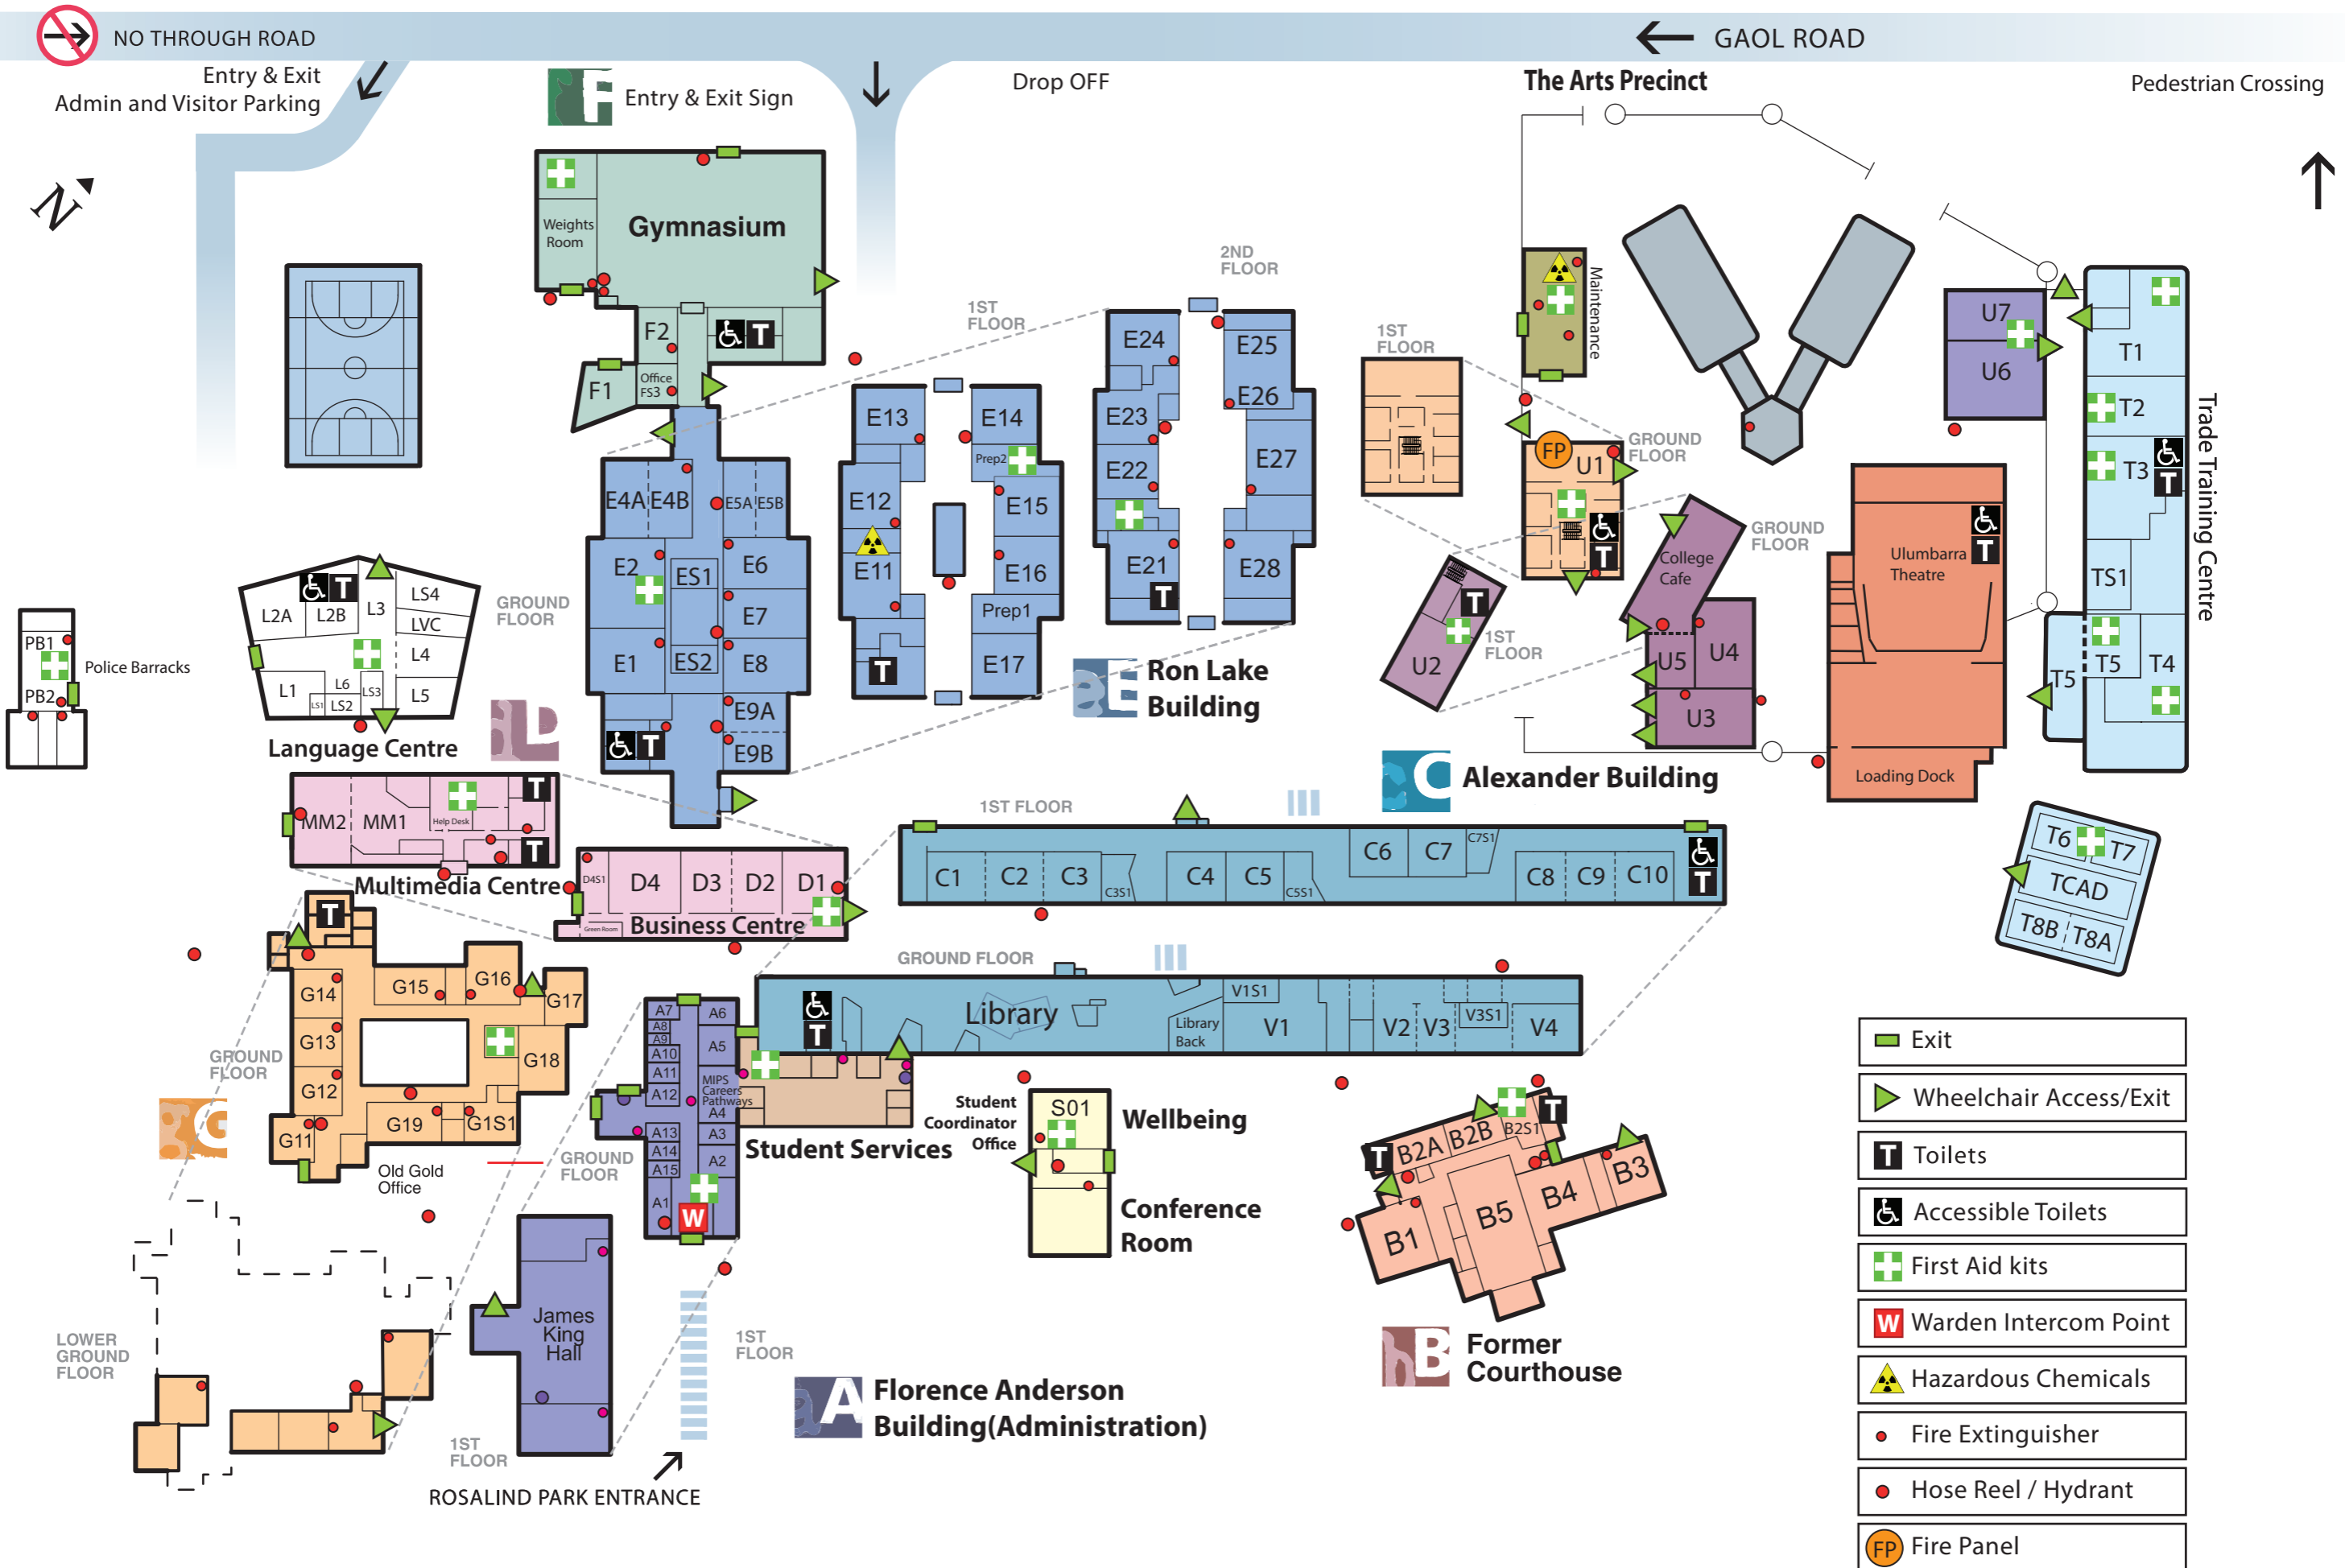 NO THROUGH ROAD
GAOL ROAD
Entry & Exit
Admin and Visitor Parking
F
Entry & Exit Sign
Drop OFF
The Arts Precinct
Pedestrian Crossing
N
Weights
Room
Gymnasium
F2
T
F1
Office
FS3
1ST
FLOOR
2ND
FLOOR
E24
E25
E26
E23
E22
E27
E21
T
E28
E13
E14
Prep2
E12
E15
E11
E16
Prep1
T
E17
E4A
E4B
E5A
E5B
E2
ES1
E6
E7
E1
ES2
E8
E9A
T
E9B
GROUND
FLOOR
E
Ron Lake
Building
Maintenance
1ST
FLOOR
FP
U1
GROUND
FLOOR
T
College
Cafe
GROUND
FLOOR
T
U2
1ST
FLOOR
U5
U4
U3
U7
U6
Ulumbarra
Theatre
T
Loading Dock
T1
T2
T3
T
TS1
T5
T5
T4
Trade Training Centre
T6
T7
TCAD
T8B
T8A
PB1
PB2
Police Barracks
T
L2A
L2B
L3
LS4
LVC
L4
L1
L6
LS1
LS2
LS3
L5
Language Centre
D
MM2
MM1
Help Desk
T
T
Multimedia Centre
D4S1
D4
D3
D2
D1
Green Room
Business Centre
C
Alexander Building
1ST FLOOR
C1
C2
C3
C3S1
C4
C5
C5S1
C6
C7
C7S1
C8
C9
C10
T
GROUND FLOOR
T
Library
Library
Back
V1S1
V1
V2
V3
V3S1
V4
T
G14
G15
G16
G17
G13
G18
G12
G11
G19
G1S1
GROUND
FLOOR
G
Old Gold
Office
LOWER
GROUND
FLOOR
A7
A6
A8
A9
A10
A5
A11
A12
MIPS
Careers
Pathways
A4
A13
A3
A14
A15
A2
A1
W
GROUND
FLOOR
Student Services
James
King
Hall
1ST
FLOOR
1ST
FLOOR
ROSALIND PARK ENTRANCE
A
Florence Anderson
Building(Administration)
Student
Coordinator
Office
S01
Wellbeing
Conference
Room
T
B2A
B2B
B2S1
T
B1
B5
B4
B3
B
Former
Courthouse
Exit
Wheelchair Access/Exit
T Toilets
Accessible Toilets
First Aid kits
W Warden Intercom Point
Hazardous Chemicals
Fire Extinguisher
Hose Reel / Hydrant
FP Fire Panel